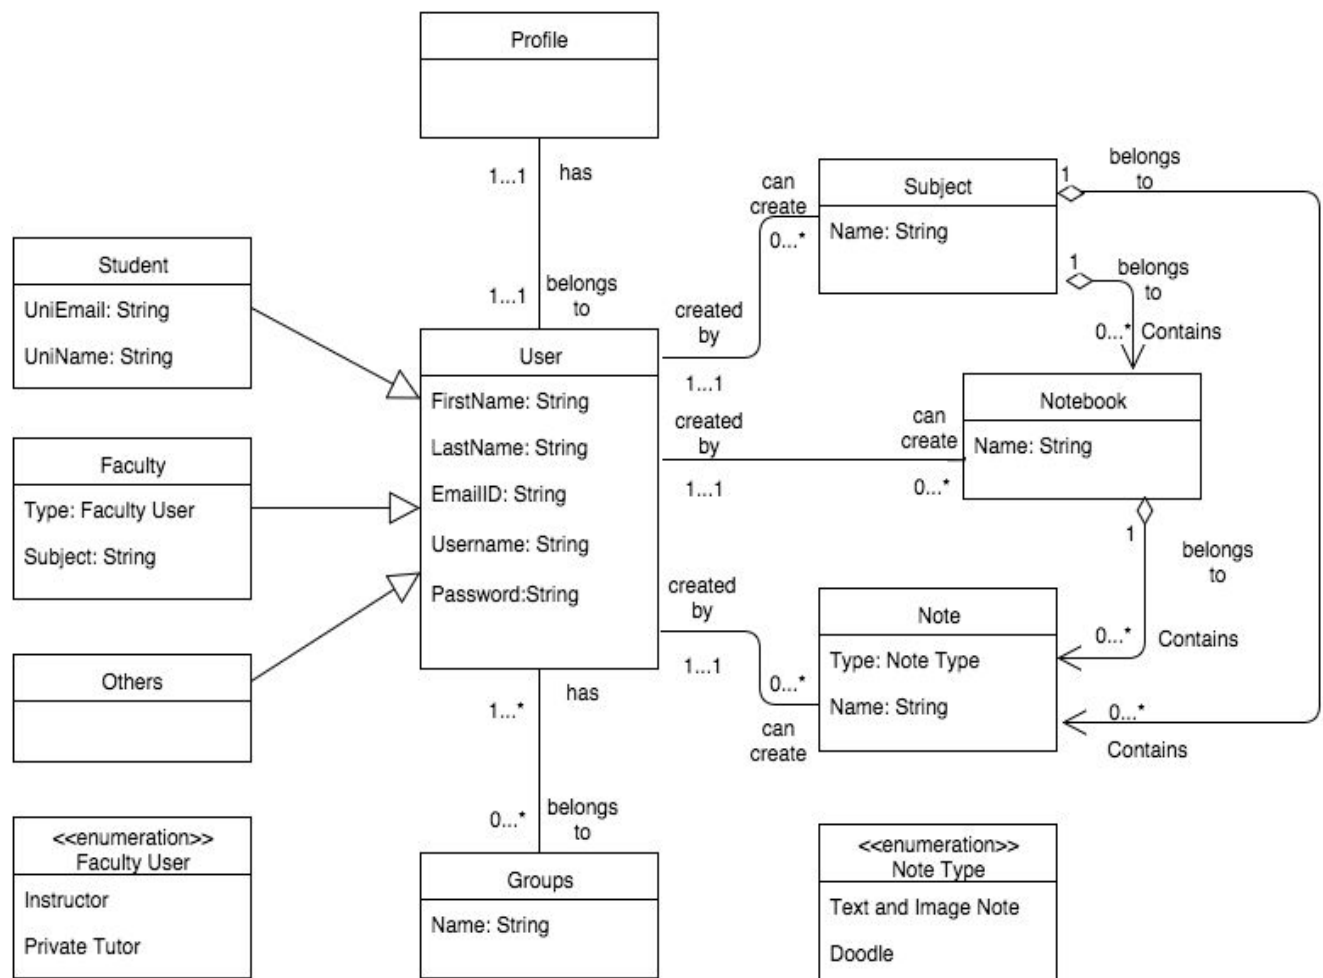 Profile
1...1
has
1...1
belongs
to
Student
UniEmail: String
UniName: String
Faculty
Type: Faculty User
Subject: String
Others
<<enumeration>>
Faculty User
Instructor
Private Tutor
User
FirstName: String
LastName: String
EmailID: String
Username: String
Password:String
has
1...*
0...*
belongs
to
Groups
Name: String
created
by
1...1
can
create
0...*
Subject
Name: String
1
belongs
to
1
belongs
to
0...*
Contains
created
by
1...1
can
create
0...*
Notebook
Name: String
1
belongs
to
0...*
Contains
created
by
1...1
0...*
can
create
Note
Type: Note Type
Name: String
0...*
Contains
<<enumeration>>
Note Type
Text and Image Note
Doodle